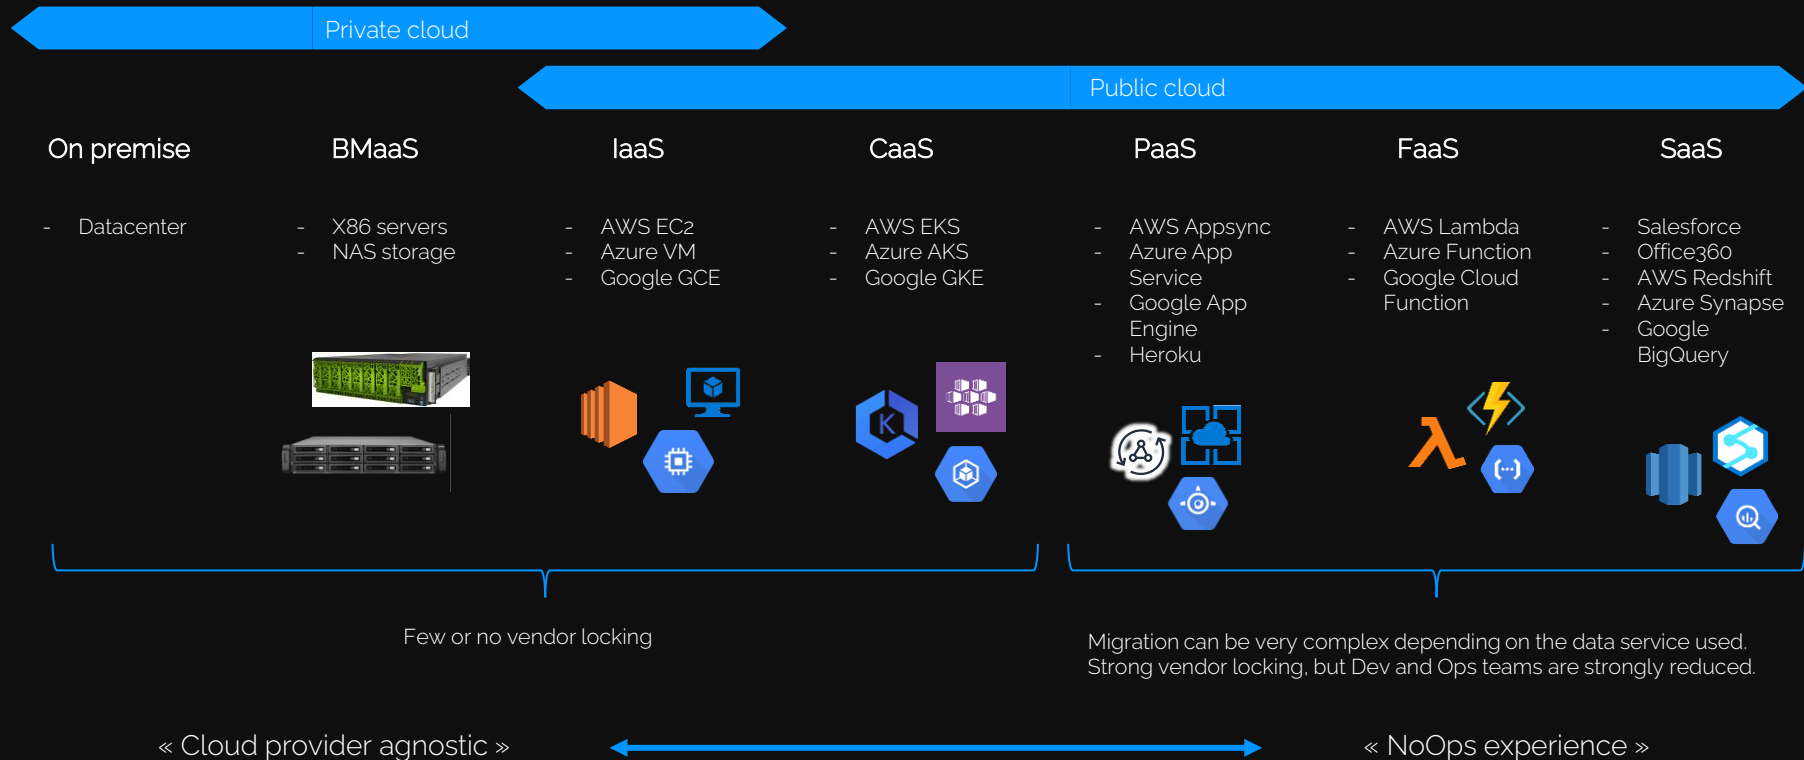 Private cloud
Public cloud
On premise
BMaaS
IaaS
CaaS
PaaS
FaaS
SaaS
- Datacenter
- X86 servers
- NAS storage
- AWS EC2
- Azure VM
- Google GCE
- AWS EKS
- Azure AKS
- Google GKE
- AWS Appsync
- Azure App
Service
- Google App
Engine
- Heroku
- AWS Lambda
- Azure Function
- Google Cloud
Function
- Salesforce
- Office360
- AWS Redshift
- Azure Synapse
- Google
BigQuery
K
Few or no vendor locking
Migration can be very complex depending on the data service used.
Strong vendor locking, but Dev and Ops teams are strongly reduced.
« Cloud provider agnostic »
« NoOps experience »